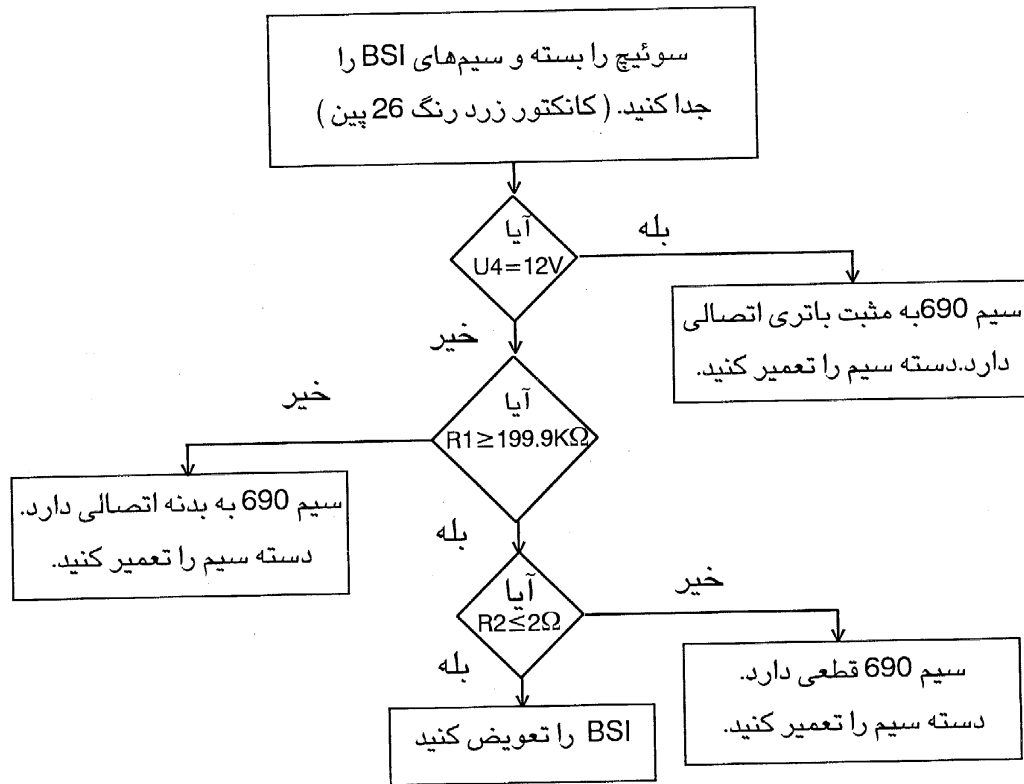 سوئیچ را بسته و سیم‌های BSI را
جدا کنید. ( کانکتور زرد رنگ 26 پین )
آیا
U4=12V
بله
سیم 690به مثبت باتری اتصالی
دارد.دسته سیم را تعمیر کنید.
خیر
آیا
R1≥199.9KΩ
خیر
سیم 690 به بدنه اتصالی دارد.
دسته سیم را تعمیر کنید.
بله
آیا
R2≤2Ω
خیر
سیم 690 قطعی دارد.
دسته سیم را تعمیر کنید.
بله
BSI را تعویض کنید